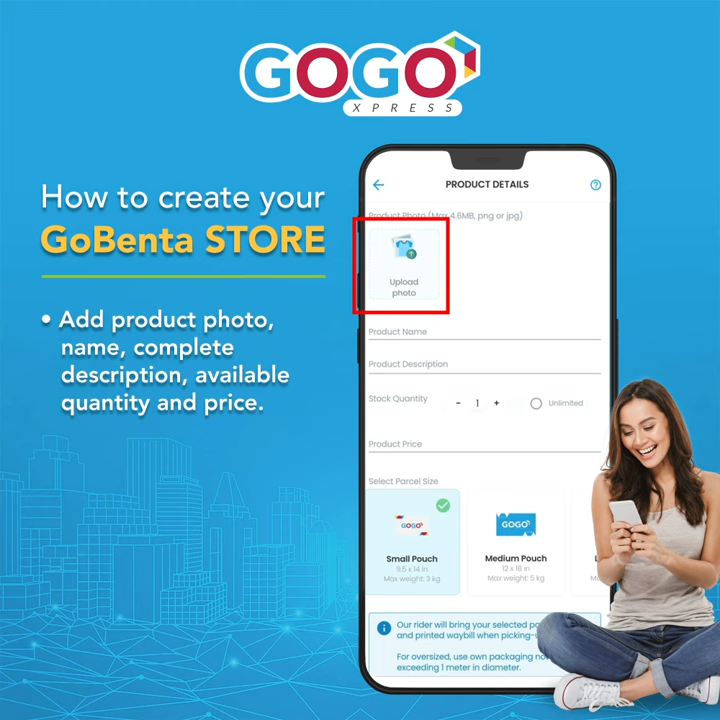 GOGO
XPRESS
How to create your
GoBenta STORE
• Add product photo,
name, complete
description, available
quantity and price.
PRODUCT DETAILS
Product Photo (Max 4.6MB, png or jpg)
Upload
photo
Product Name
Product Description
Stock Quantity
- 1 +
Unlimited
Product Price
Select Parcel Size
GOGO
GOGO
Small Pouch
9.5 x 14 in
Max weight: 3 kg
Medium Pouch
12 x 18 in
Max weight: 5 kg
L
Ma
Our rider will bring your selected
and printed waybill when picking-
For oversized, use own packaging
exceeding 1 meter in diameter.